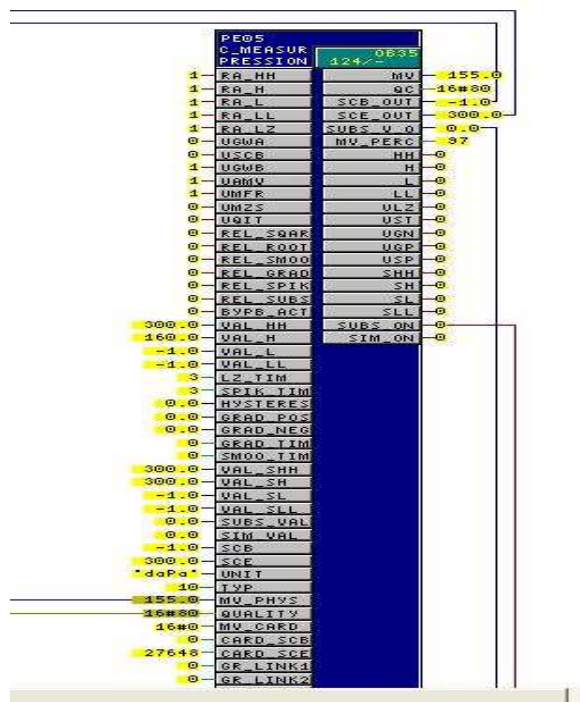 PE05
C_MEASUR 0B35
PRESSION 124/-
1 RA_HH MV 155.0
1 RA_H QC 16#80
1 RA_L SCB_OUT -1.0
1 RA_LL SCE_OUT 300.0
1 RA_LZ SUBS_V_O 0.0
0 UGWA MV_PERC 97
0 USCB HH 0
1 UGWB H 0
1 UAMV L 0
1 UMFR LL 0
0 UMZS ULZ 0
0 UQIT UST 0
0 REL_SQAR UGN 0
0 REL_ROOT UGP 0
0 REL_SMOO USP 0
0 REL_GRAD SHH 0
0 REL_SPIK SH 0
0 REL_SUBS SL 0
0 BYPB_ACT SLL 0
300.0 VAL_HH SUBS_ON 0
160.0 VAL_H SIM_ON 0
-1.0 VAL_L
-1.0 VAL_LL
3 LZ_TIM
3 SPIK_TIM
0.0 HYSTERES
0.0 GRAD_POS
0.0 GRAD_NEG
0 GRAD_TIM
0 SMOO_TIM
300.0 VAL_SHH
300.0 VAL_SH
-1.0 VAL_SL
-1.0 VAL_SLL
0.0 SUBS_VAL
0.0 SIM_VAL
-1.0 SCB
300.0 SCE
'daPa' UNIT
10 TYP
155.0 MV_PHYS
16#80 QUALITY
16#0 MV_CARD
0 CARD_SCB
27648 CARD_SCE
0 GR_LINK1
0 GR_LINK2